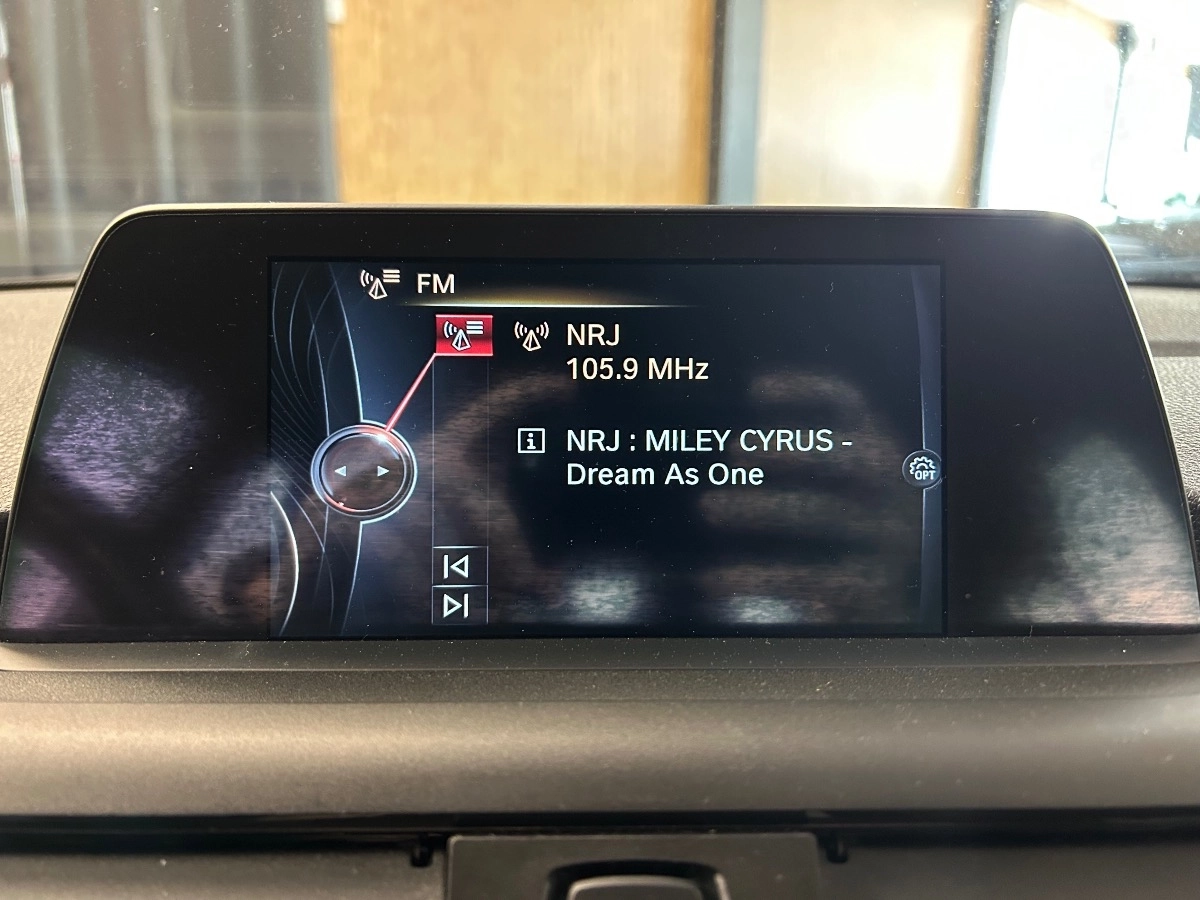 FM
NRJ
105.9 MHz
NRJ : MILEY CYRUS -
Dream As One
OPT